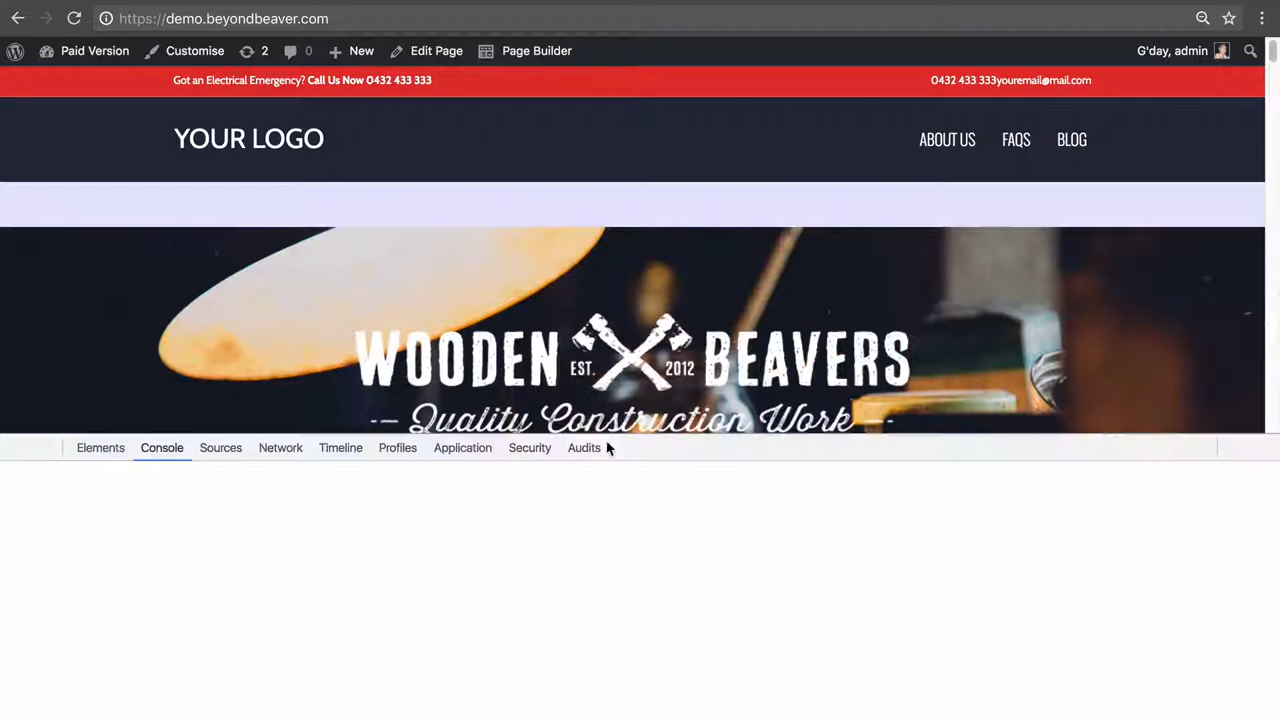 https://demo.beyondbeaver.com
Paid Version Customise 2 0 New Edit Page Page Builder G'day, admin
Got an Electrical Emergency? Call Us Now 0432 433 333 0432 433 333youremail@mail.com
YOUR LOGO ABOUT US FAQS BLOG
WOODEN EST. 2012 BEAVERS
Quality Construction Work
Elements Console Sources Network Timeline Profiles Application Security Audits